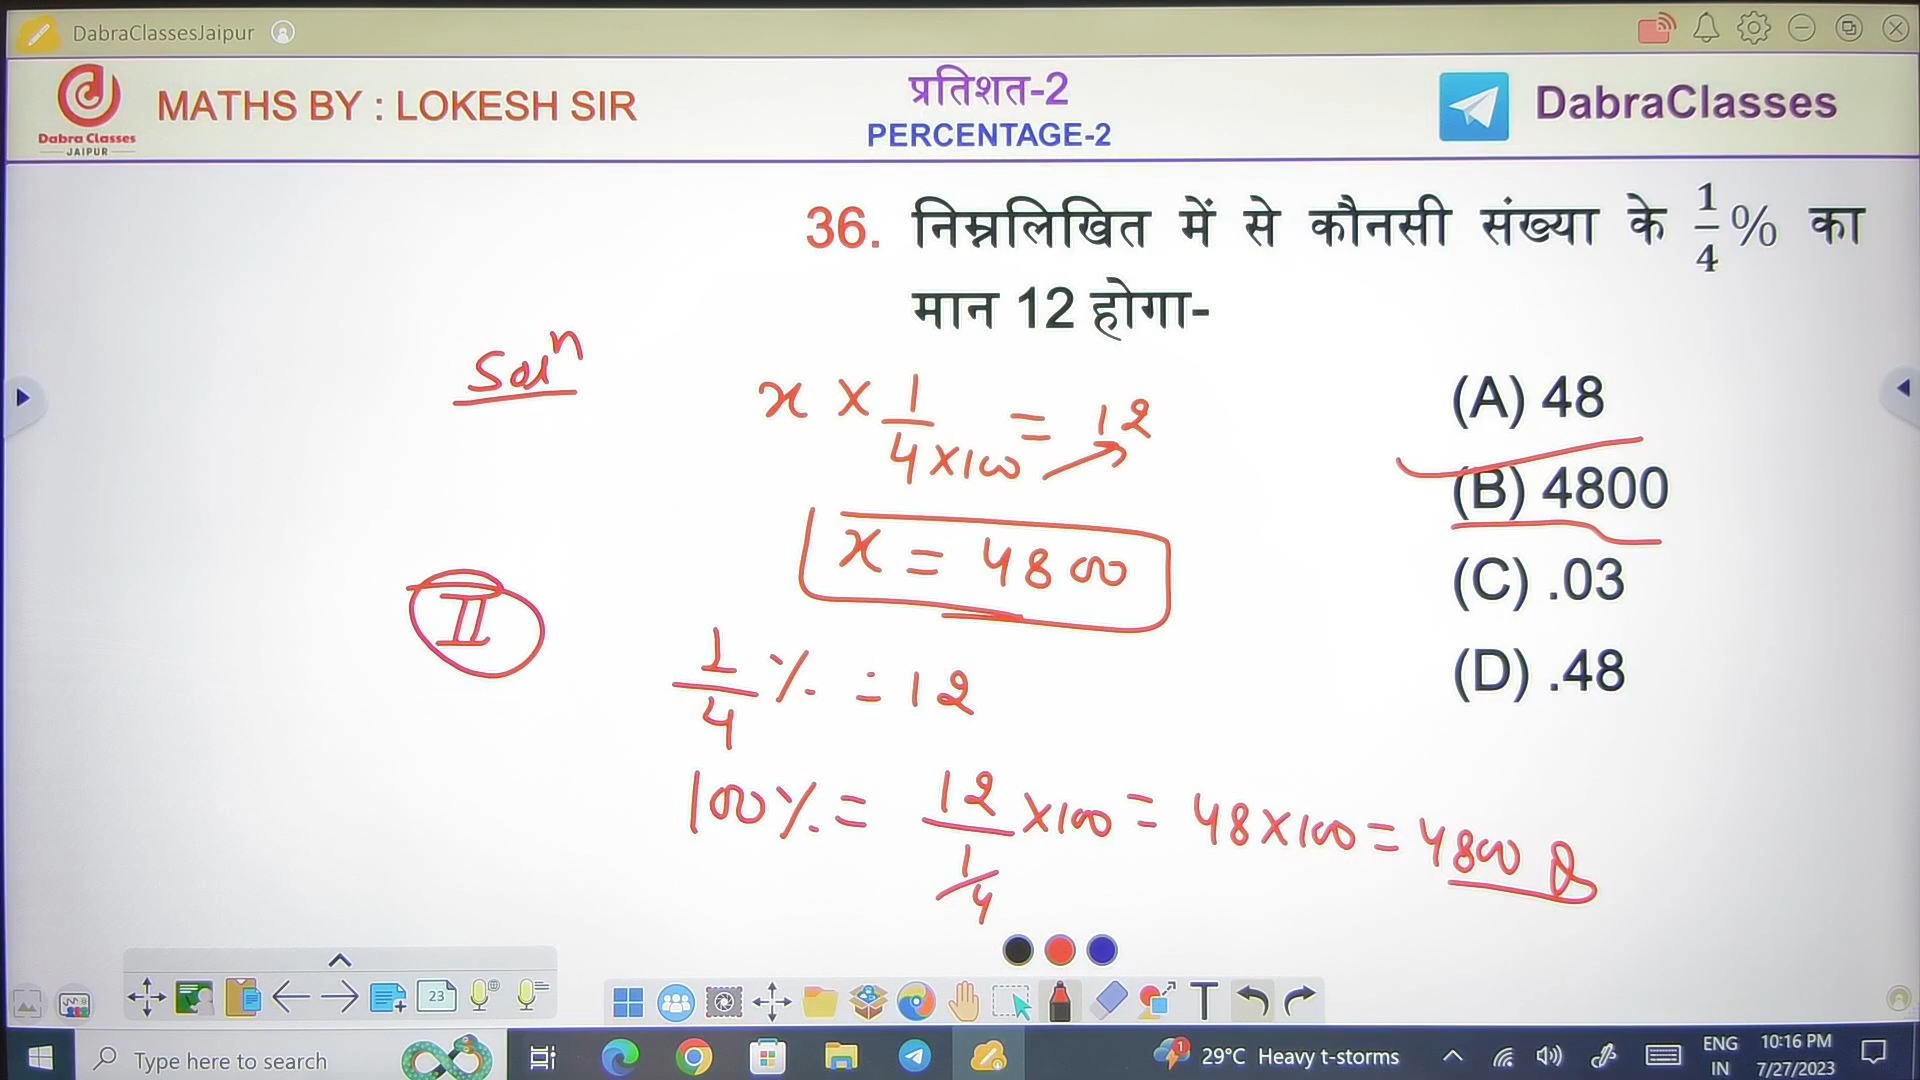 DabraClassesJaipur
Dabra Classes
JAIPUR
MATHS BY : LOKESH SIR
प्रतिशत-2
PERCENTAGE-2
DabraClasses
36. निम्नलिखित में से कौनसी संख्या के 1/4% का
मान 12 होगा-
(A) 48
(B) 4800
(C) .03
(D) .48
Solⁿ
x × 1/(4×100) = 12
x = 4800
II
1/4 % = 12
100% = 12/(1/4) ×100 = 48×100 = 4800
23
T
Type here to search
1
29°C Heavy t-storms
ENG
IN
10:16 PM
7/27/2023